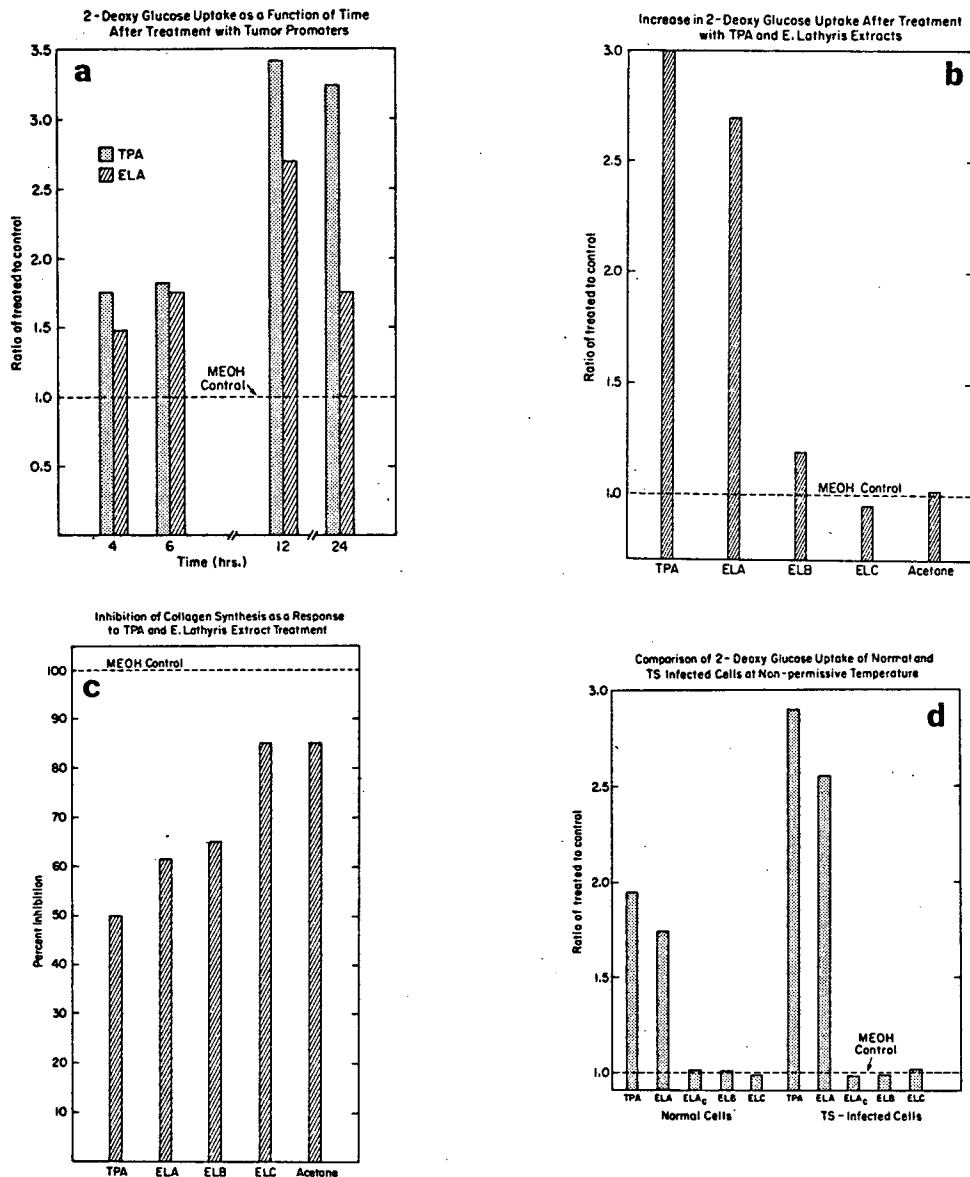 2-Deoxy Glucose Uptake as a Function of Time
After Treatment with Tumor Promoters
a
3.5
3.0
2.5
2.0
1.5
1.0
0.5
Ratio of treated to control
TPA
ELA
MEOH
Control
4
6
12
24
Time (hrs.)
Increase in 2-Deoxy Glucose Uptake After Treatment
with TPA and E. Lathyris Extracts
b
3.0
2.5
2.0
1.5
1.0
Ratio of treated to control
MEOH Control
TPA
ELA
ELB
ELC
Acetone
Inhibition of Collagen Synthesis as a Response
to TPA and E. Lathyris Extract Treatment
MEOH Control
c
100
90
80
70
60
50
40
30
20
10
Percent Inhibition
TPA
ELA
ELB
ELC
Acetone
Comparison of 2-Deoxy Glucose Uptake of Normal and
TS Infected Cells at Non-permissive Temperature
d
3.0
2.5
2.0
1.5
1.0
Ratio of treated to control
MEOH
Control
TPA
ELA
ELAc
ELB
ELC
TPA
ELA
ELAc
ELB
ELC
Normal Cells
TS-Infected Cells